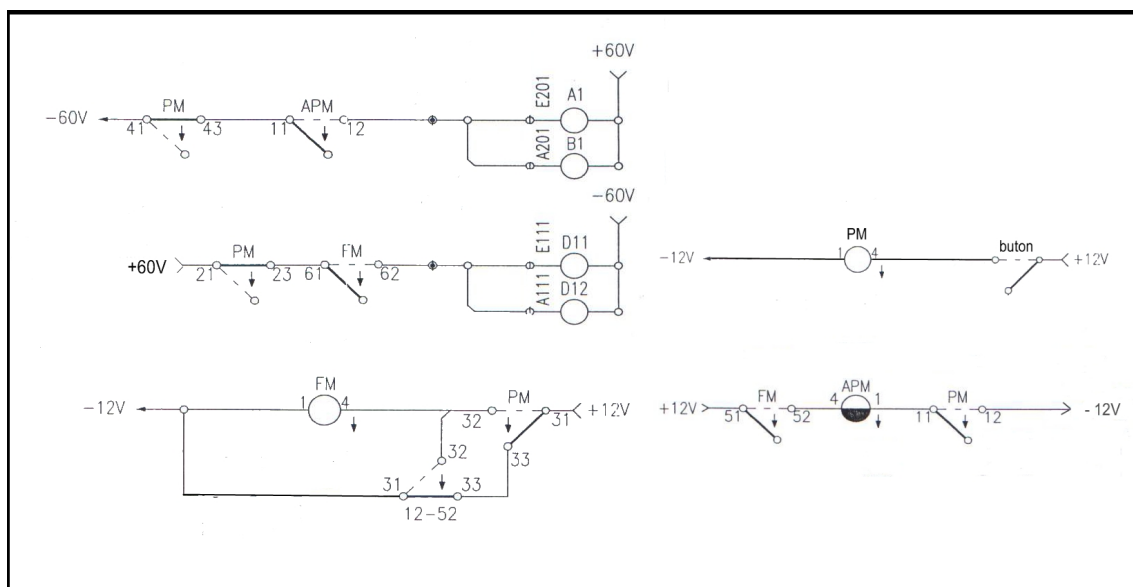 +60V
PM APM E201 A1
-60V 41 43 11 12
A201 B1
-60V
PM FM E111 D11
+60V 21 23 61 62
A111 D12
PM
-12V 1 4 buton +12V
FM PM
-12V 1 4 32 31 +12V
32 33
31 33
12-52
FM APM PM
+12V 51 52 4 1 11 12 - 12V